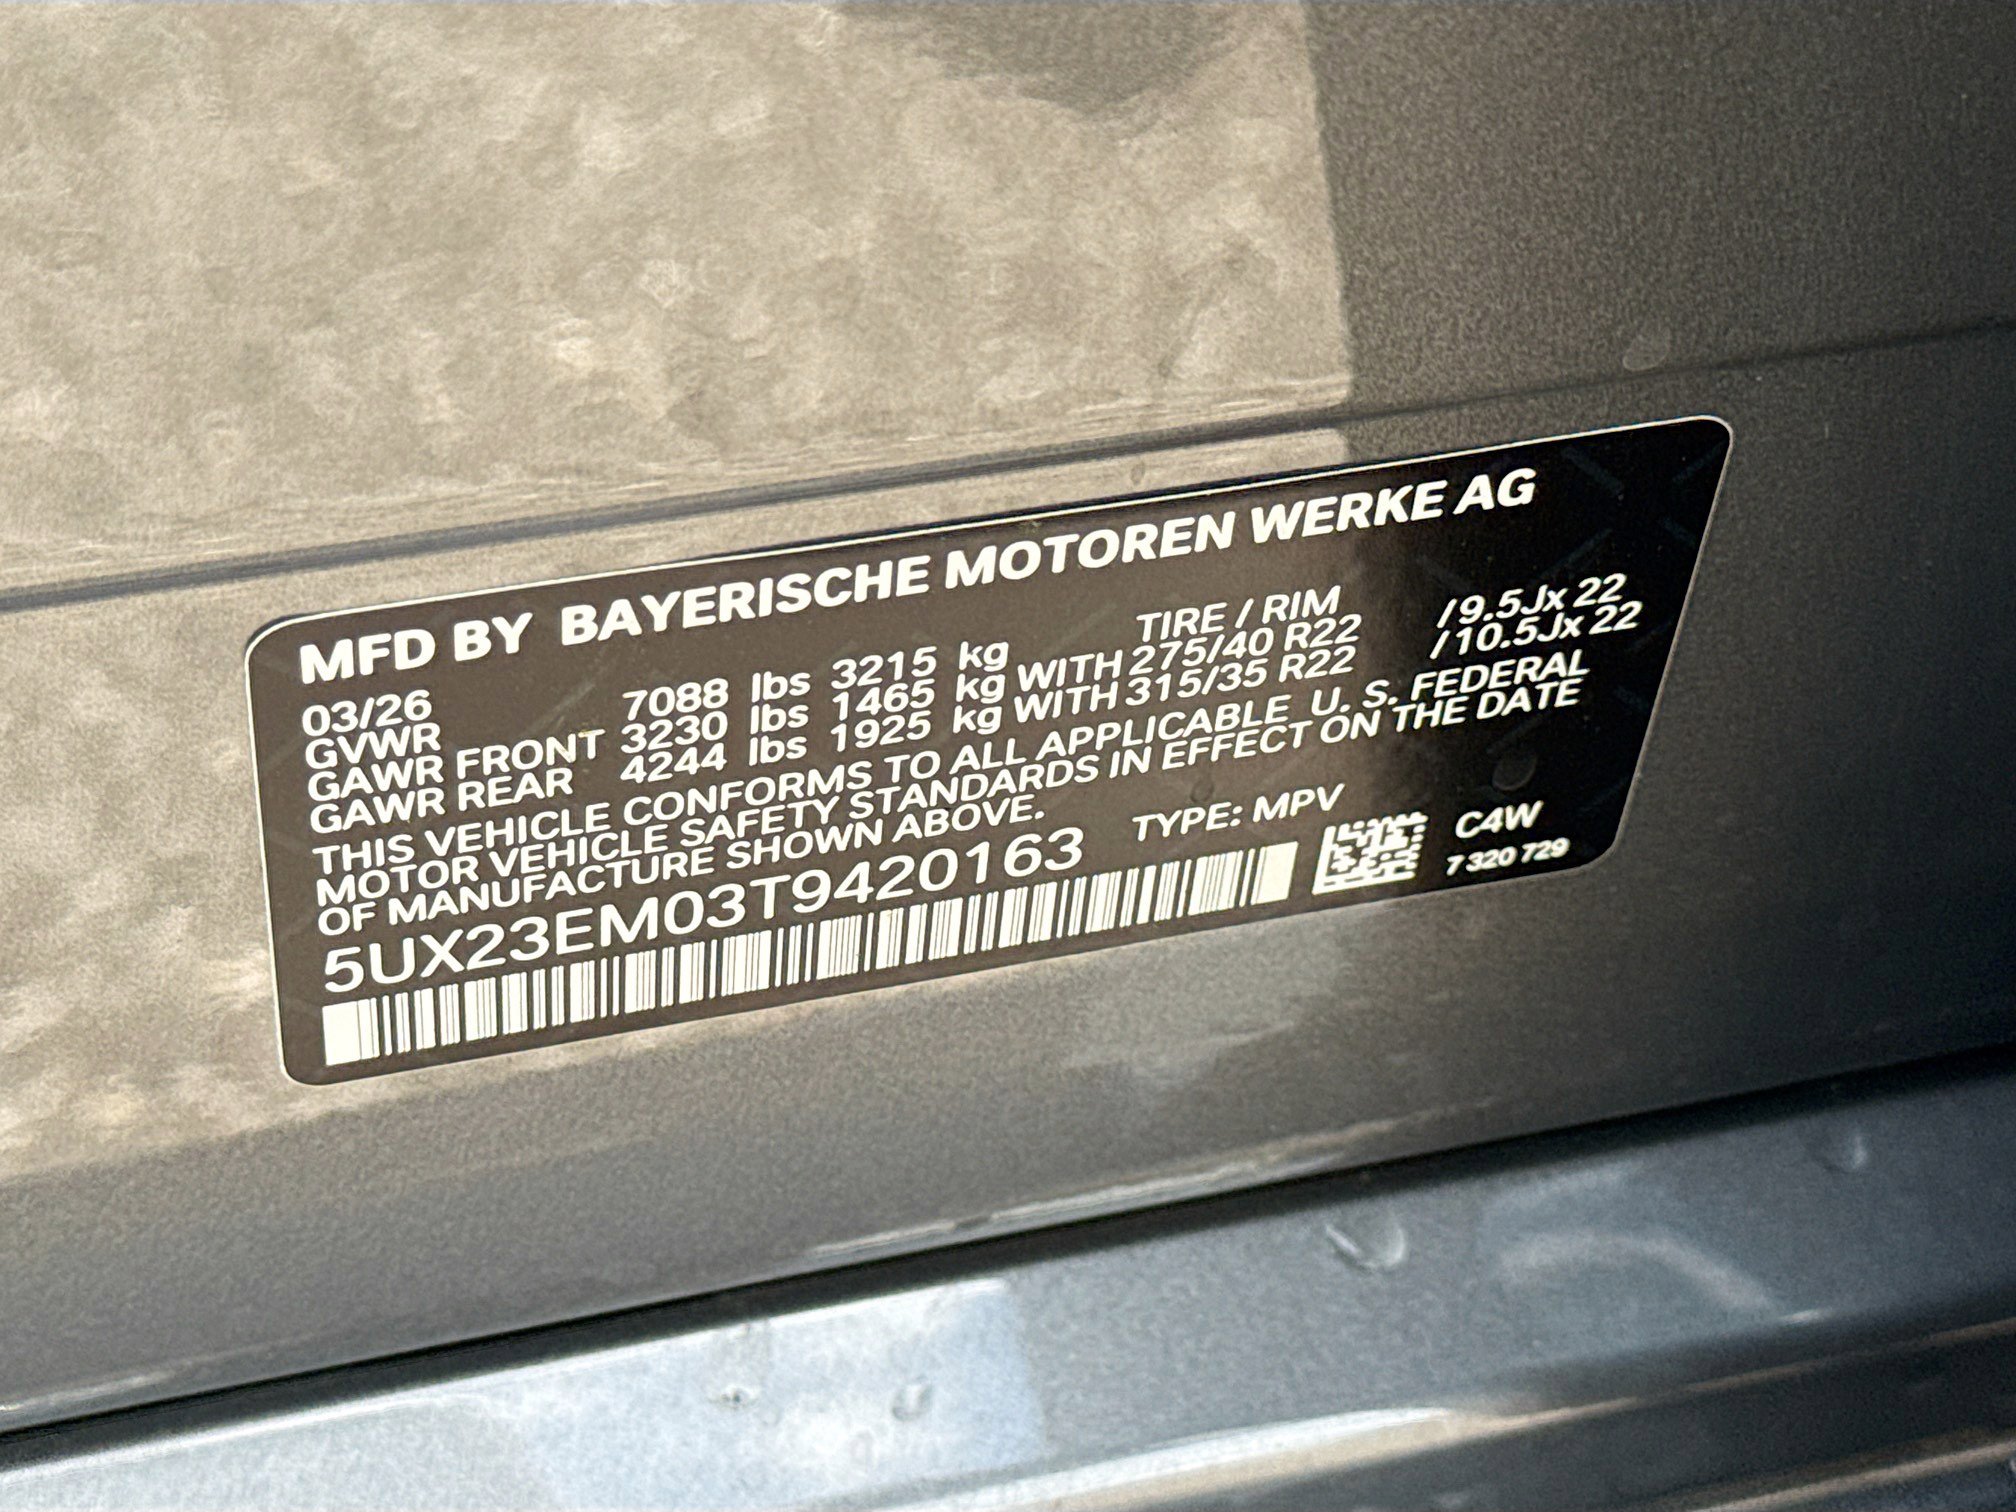 MFD BY BAYERISCHE MOTOREN WERKE AG
03/26 TIRE / RIM
GVWR 7088 lbs 3215 kg
GAWR FRONT 3230 lbs 1465 kg WITH 275/40 R22 /9.5Jx 22
GAWR REAR 4244 lbs 1925 kg WITH 315/35 R22 /10.5Jx 22
THIS VEHICLE CONFORMS TO ALL APPLICABLE U. S. FEDERAL
MOTOR VEHICLE SAFETY STANDARDS IN EFFECT ON THE DATE
OF MANUFACTURE SHOWN ABOVE.
5UX23EM03T9420163 TYPE: MPV
C4W
7 320 729